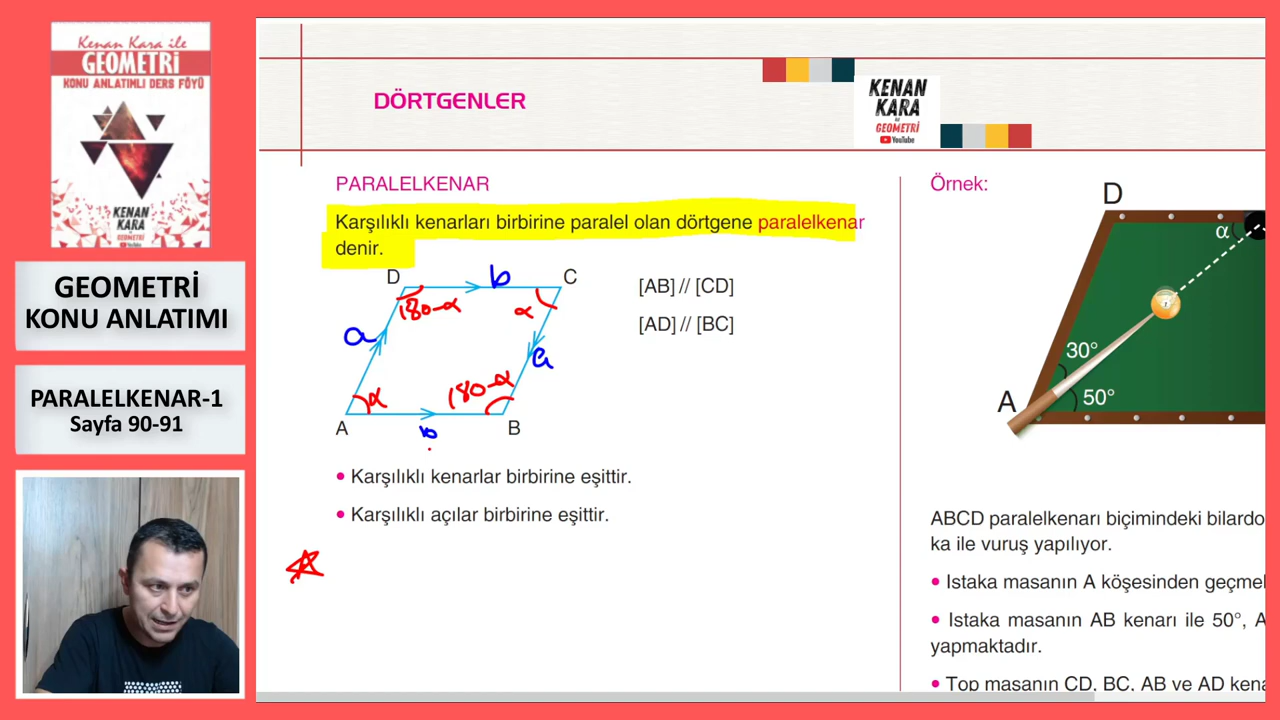 Kenan Kara ile
GEOMETRİ
KONU ANLATIMLI DERS FÖYÜ
KENAN
KARA
GEOMETRİ
YouTube
GEOMETRİ
KONU ANLATIMI
PARALELKENAR-1
Sayfa 90-91
DÖRTGENLER
KENAN
KARA
ile
GEOMETRİ
YouTube
PARALELKENAR
Karşılıklı kenarları birbirine paralel olan dörtgene paralelkenar
denir.
D b C
180-α α
a a
α 180-α
A b B
[AB] // [CD]
[AD] // [BC]
• Karşılıklı kenarlar birbirine eşittir.
• Karşılıklı açılar birbirine eşittir.
Örnek:
D
α
30°
A 50°
ABCD paralelkenarı biçimindeki bilardo
ka ile vuruş yapılıyor.
• Istaka masanın A köşesinden geçmel
• Istaka masanın AB kenarı ile 50°, A
yapmaktadır.
• Top masanın CD, BC, AB ve AD kena